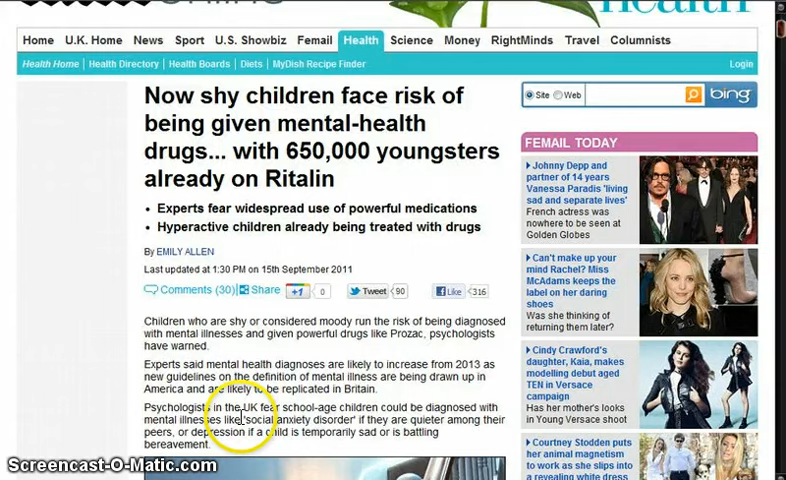 Health
Home U.K. Home News Sport U.S. Showbiz Femail Health Science Money RightMinds Travel Columnists
Health Home Health Directory Health Boards Diets MyDish Recipe Finder Login
Now shy children face risk of
being given mental-health
drugs... with 650,000 youngsters
already on Ritalin
• Experts fear widespread use of powerful medications
• Hyperactive children already being treated with drugs
By EMILY ALLEN
Last updated at 1:30 PM on 15th September 2011
Comments (30) Share +1 0 Tweet 90 Like 316
Children who are shy or considered moody run the risk of being diagnosed
with mental illnesses and given powerful drugs like Prozac, psychologists
have warned.
Experts said mental health diagnoses are likely to increase from 2013 as
new guidelines on the definition of mental illness are being drawn up in
America and are likely to be replicated in Britain.
Psychologists in the UK fear school-age children could be diagnosed with
mental illnesses like 'social anxiety disorder' if they are quieter among their
peers, or depression if a child is temporarily sad or is battling
bereavement.
Site Web bing
FEMAIL TODAY
Johnny Depp and
partner of 14 years
Vanessa Paradis 'living
sad and separate lives'
French actress was
nowhere to be seen at
Golden Globes
Can't make up your
mind Rachel? Miss
McAdams keeps the
label on her daring
shoes
Was she thinking of
returning them later?
Cindy Crawford's
daughter, Kaia, makes
modelling debut aged
TEN in Versace
campaign
Has her mother's looks
in Young Versace shoot
Courtney Stodden puts
her animal magnetism
to work as she slips into
a revealing zebra-
Screencast-O-Matic.com